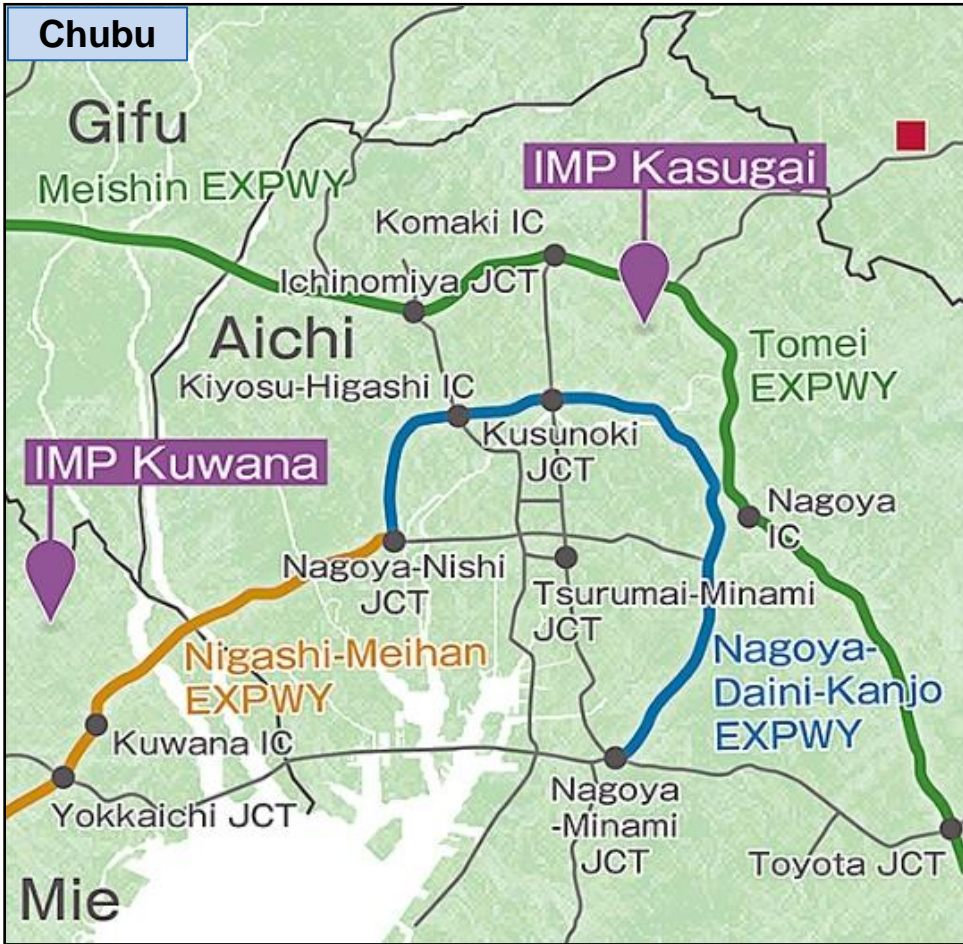 Chubu
Gifu
Meishin EXPWY
IMP Kasugai
Komaki IC
Ichinomiya JCT
Aichi
Tomei
EXPWY
Kiyosu-Higashi IC
Kusunoki
JCT
IMP Kuwana
Nagoya
IC
Nagoya-Nishi
JCT
Tsurumai-Minami
JCT
Nigashi-Meihan
EXPWY
Nagoya-
Daini-Kanjo
EXPWY
Kuwana IC
Yokkaichi JCT
Nagoya
-Minami
JCT
Toyota JCT
Mie